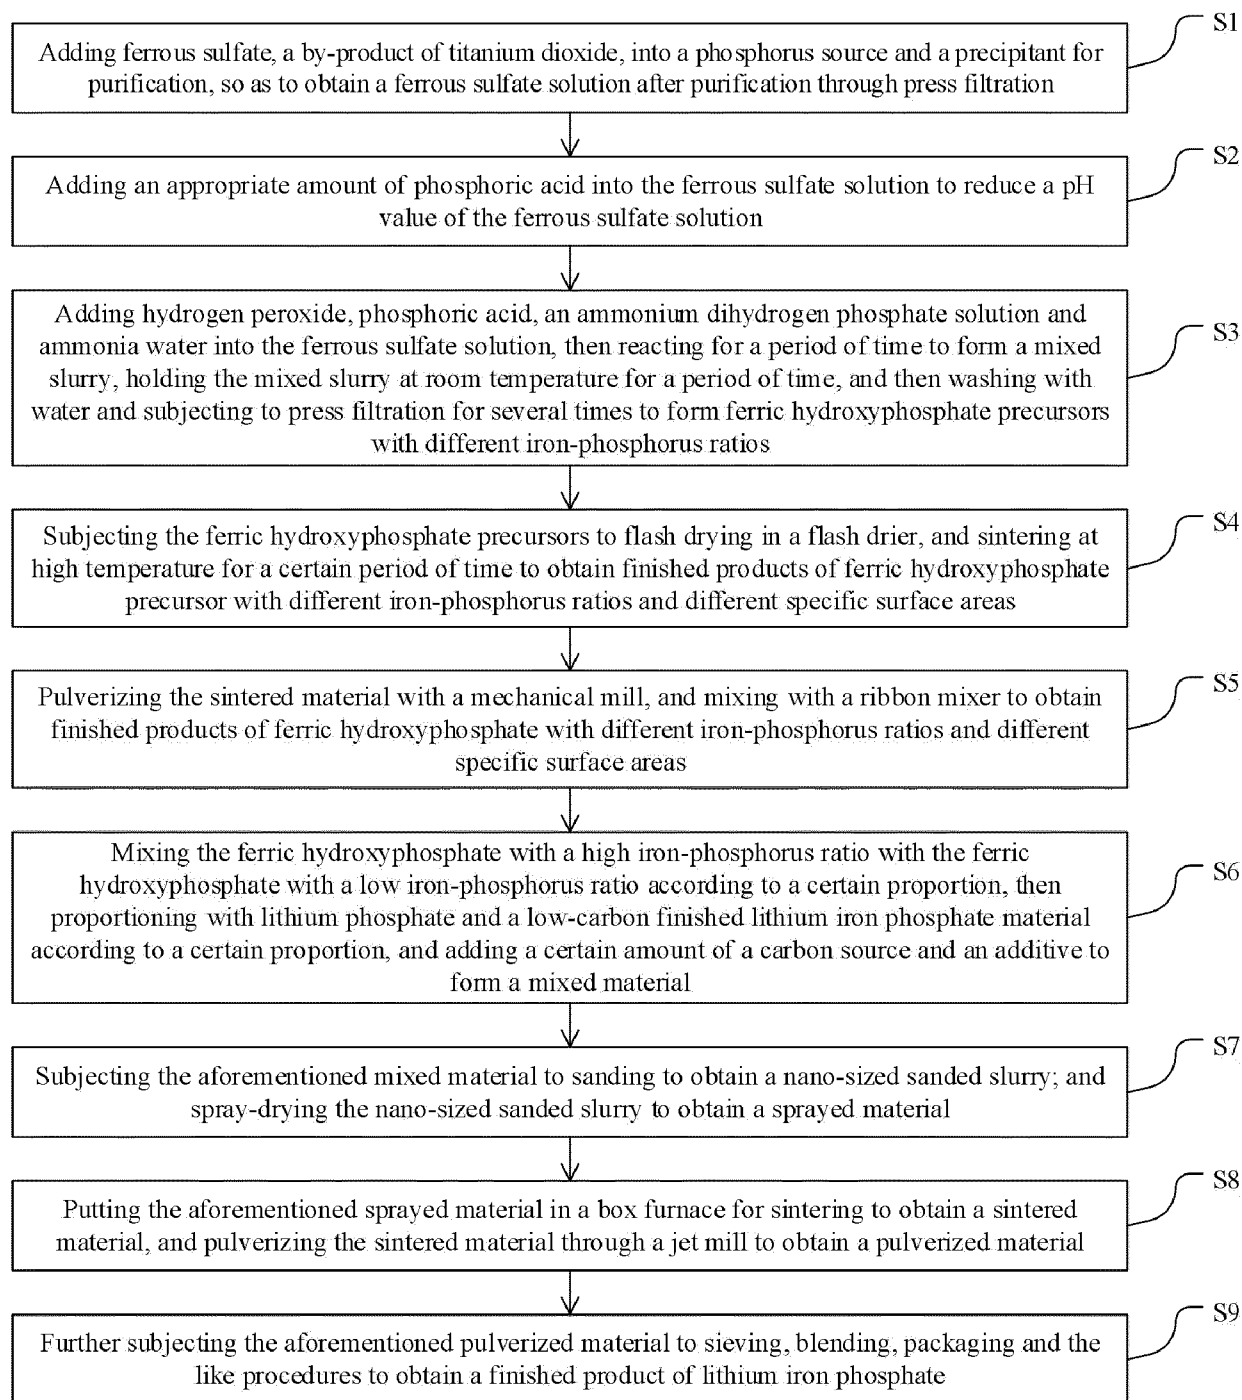 S1
Adding ferrous sulfate, a by-product of titanium dioxide, into a phosphorus source and a precipitant for
purification, so as to obtain a ferrous sulfate solution after purification through press filtration
S2
Adding an appropriate amount of phosphoric acid into the ferrous sulfate solution to reduce a pH
value of the ferrous sulfate solution
S3
Adding hydrogen peroxide, phosphoric acid, an ammonium dihydrogen phosphate solution and
ammonia water into the ferrous sulfate solution, then reacting for a period of time to form a mixed
slurry, holding the mixed slurry at room temperature for a period of time, and then washing with
water and subjecting to press filtration for several times to form ferric hydroxyphosphate precursors
with different iron-phosphorus ratios
S4
Subjecting the ferric hydroxyphosphate precursors to flash drying in a flash drier, and sintering at
high temperature for a certain period of time to obtain finished products of ferric hydroxyphosphate
precursor with different iron-phosphorus ratios and different specific surface areas
S5
Pulverizing the sintered material with a mechanical mill, and mixing with a ribbon mixer to obtain
finished products of ferric hydroxyphosphate with different iron-phosphorus ratios and different
specific surface areas
S6
Mixing the ferric hydroxyphosphate with a high iron-phosphorus ratio with the ferric
hydroxyphosphate with a low iron-phosphorus ratio according to a certain proportion, then
proportioning with lithium phosphate and a low-carbon finished lithium iron phosphate material
according to a certain proportion, and adding a certain amount of a carbon source and an additive to
form a mixed material
S7
Subjecting the aforementioned mixed material to sanding to obtain a nano-sized sanded slurry; and
spray-drying the nano-sized sanded slurry to obtain a sprayed material
S8
Putting the aforementioned sprayed material in a box furnace for sintering to obtain a sintered
material, and pulverizing the sintered material through a jet mill to obtain a pulverized material
S9
Further subjecting the aforementioned pulverized material to sieving, blending, packaging and the
like procedures to obtain a finished product of lithium iron phosphate